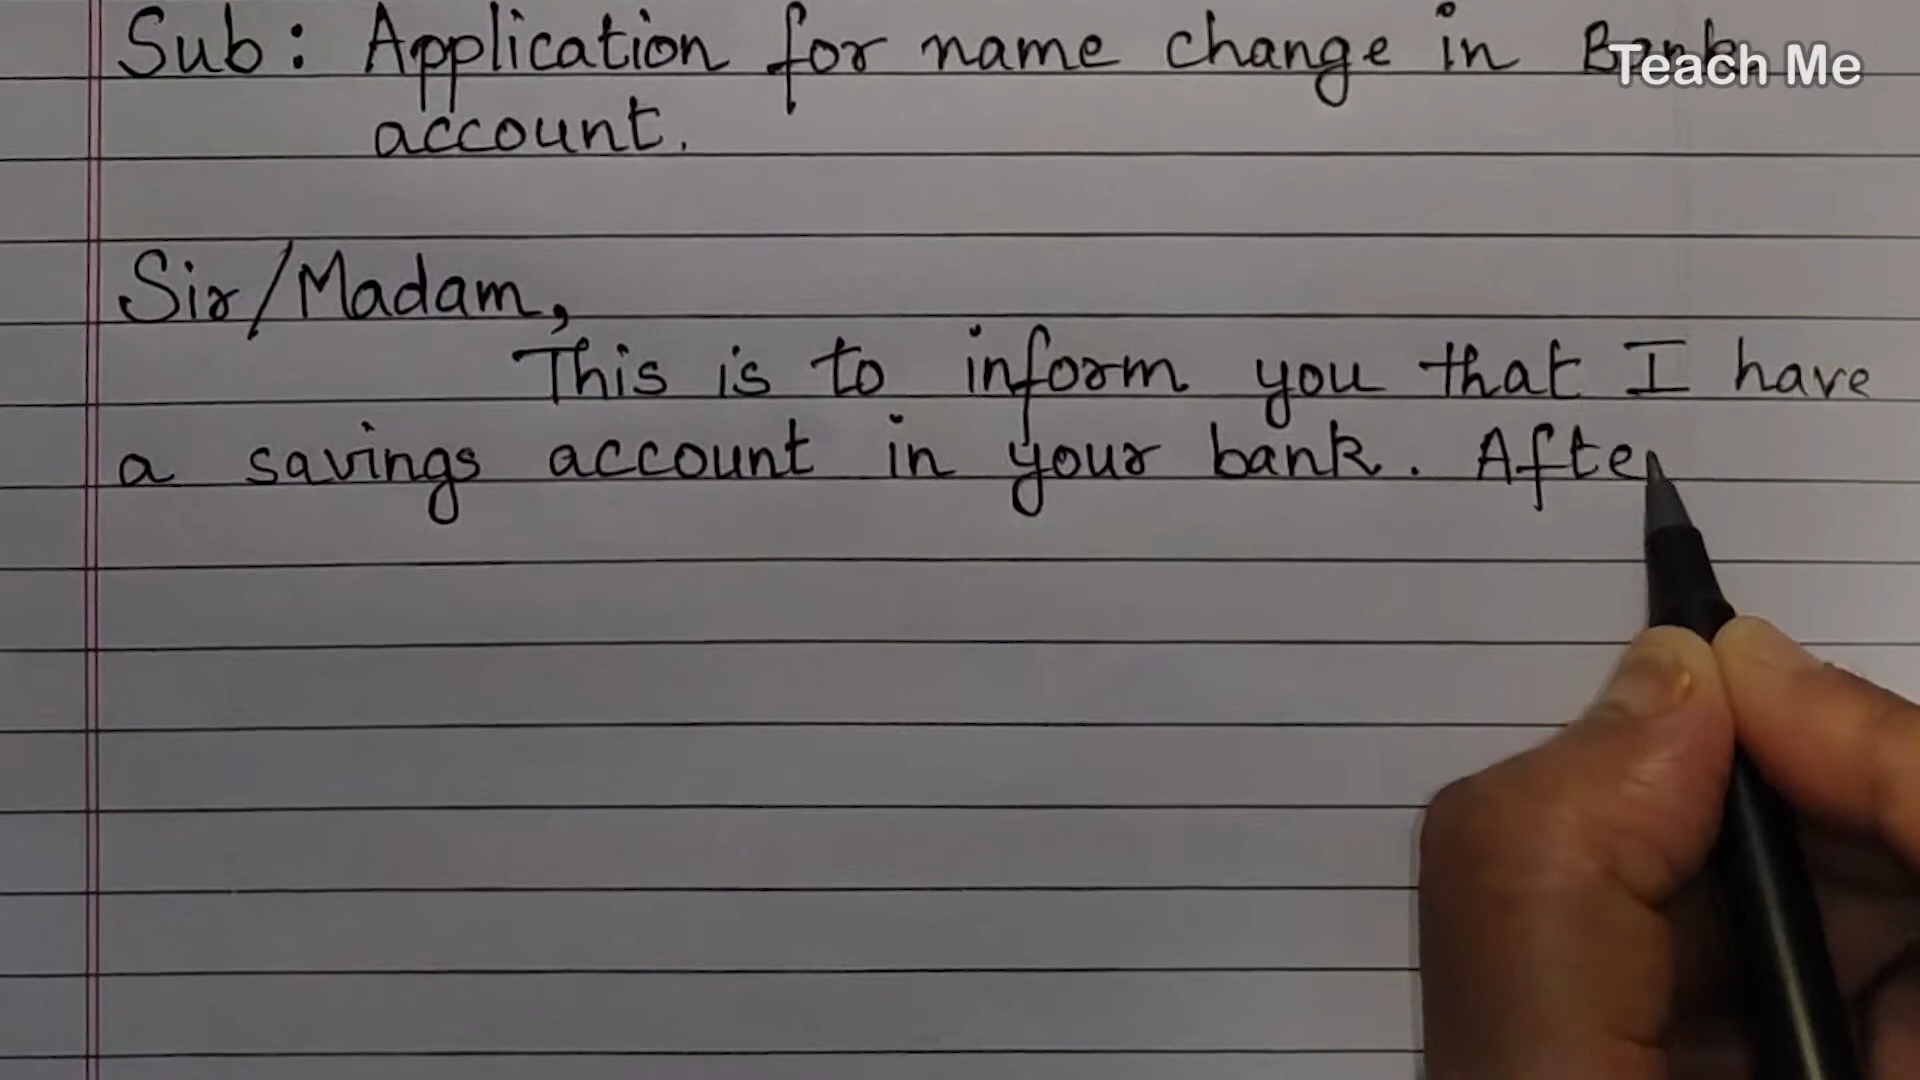 Sub: Application for name change in Bank
Teach Me
account.
Sir/Madam,
This is to inform you that I have
a savings account in your bank. Afte